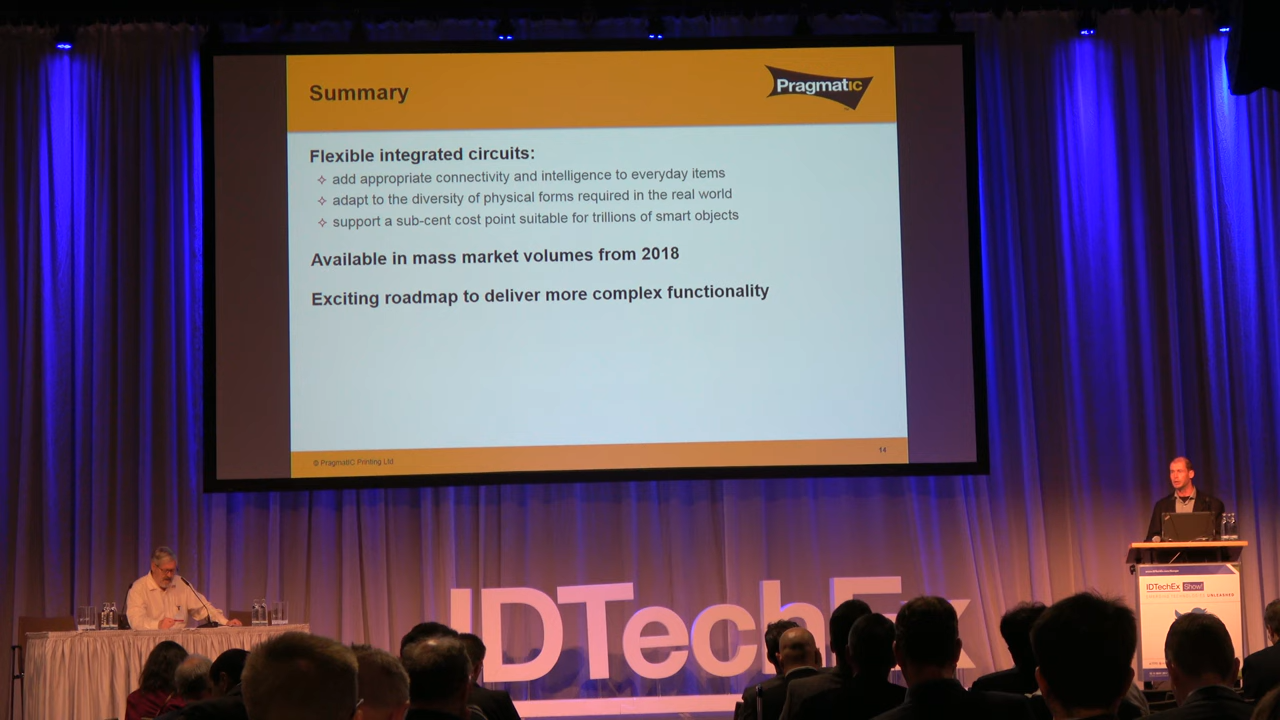 Summary
PragmatIC
Flexible integrated circuits:
add appropriate connectivity and intelligence to everyday items
adapt to the diversity of physical forms required in the real world
support a sub-cent cost point suitable for trillions of smart objects
Available in mass market volumes from 2018
Exciting roadmap to deliver more complex functionality
© PragmatIC Printing Ltd
14
IDTechEx
IDTechEx Show!